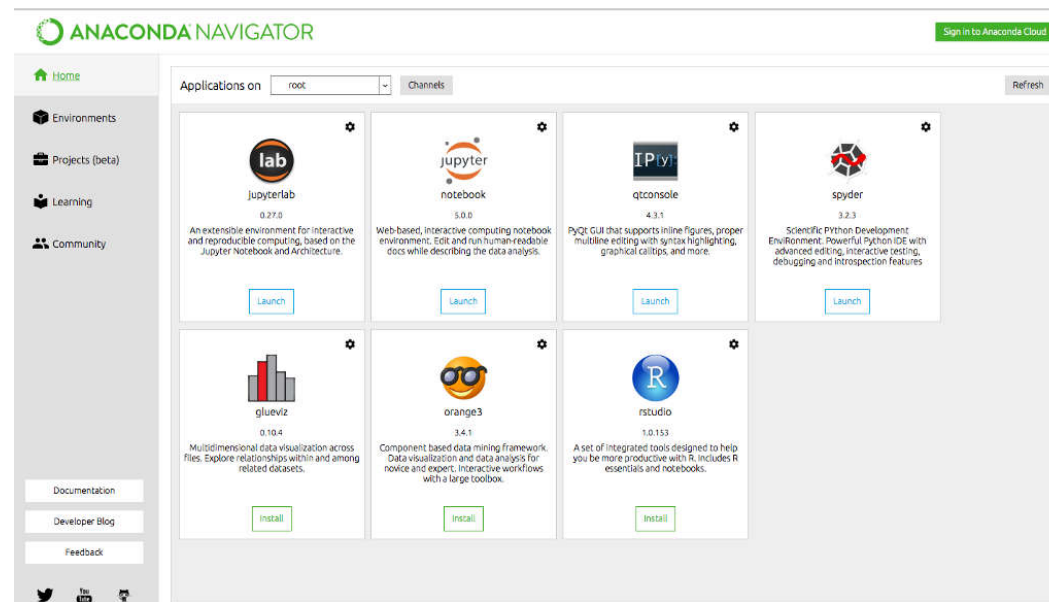 ANACONDA NAVIGATOR
Sign in to Anaconda Cloud
Home
Environments
Projects (beta)
Learning
Community
Documentation
Developer Blog
Feedback
You
Tube
Applications on root Channels Refresh
lab
jupyterlab
0.27.0
An extensible environment for interactive
and reproducible computing, based on the
Jupyter Notebook and Architecture.
Launch
jupyter
notebook
5.0.0
Web-based, interactive computing notebook
environment. Edit and run human-readable
docs while describing the data analysis.
Launch
IP[y]:
qtconsole
4.3.1
PyQt GUI that supports inline figures, proper
multiline editing with syntax highlighting,
graphical calltips, and more.
Launch
spyder
3.2.3
Scientific PYthon Development
EnviRonment. Powerful Python IDE with
advanced editing, interactive testing,
debugging and introspection features
Launch
glueviz
0.10.4
Multidimensional data visualization across
files. Explore relationships within and among
related datasets.
Install
orange3
3.4.1
Component based data mining framework.
Data visualization and data analysis for
novice and expert. Interactive workflows
with a large toolbox.
Install
R
rstudio
1.0.153
A set of integrated tools designed to help
you be more productive with R. Includes R
essentials and notebooks.
Install